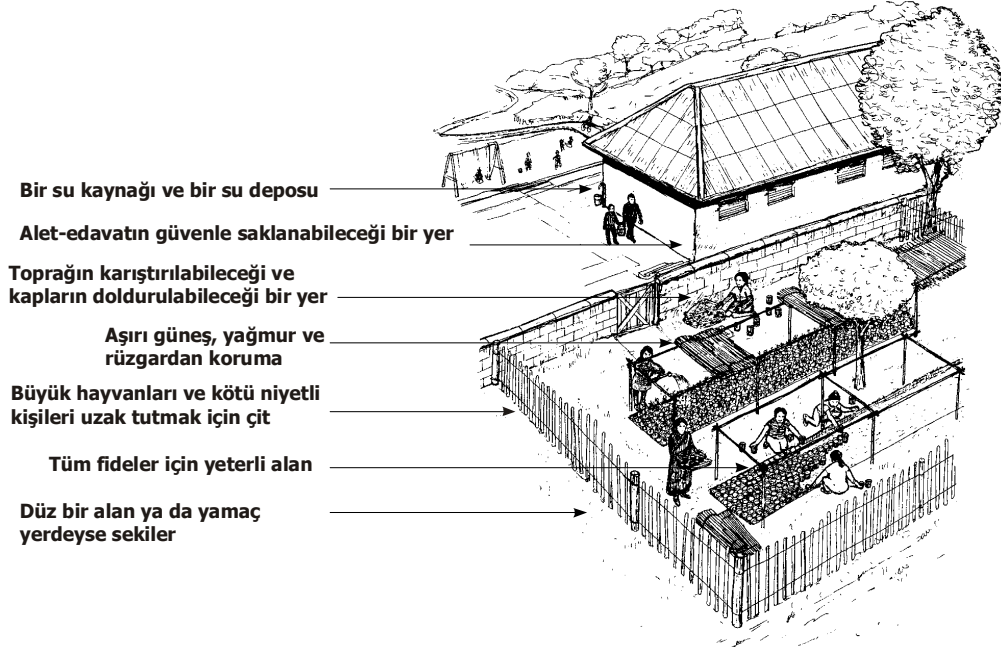 Bir su kaynağı ve bir su deposu
Alet-edavatın güvenle saklanabileceği bir yer
Toprağın karıştırılabileceği ve
kapların doldurulabileceği bir yer
Aşırı güneş, yağmur ve
rüzgardan koruma
Büyük hayvanları ve kötü niyetli
kişileri uzak tutmak için çit
Tüm fideler için yeterli alan
Düz bir alan ya da yamaç
yerdeyse sekiler